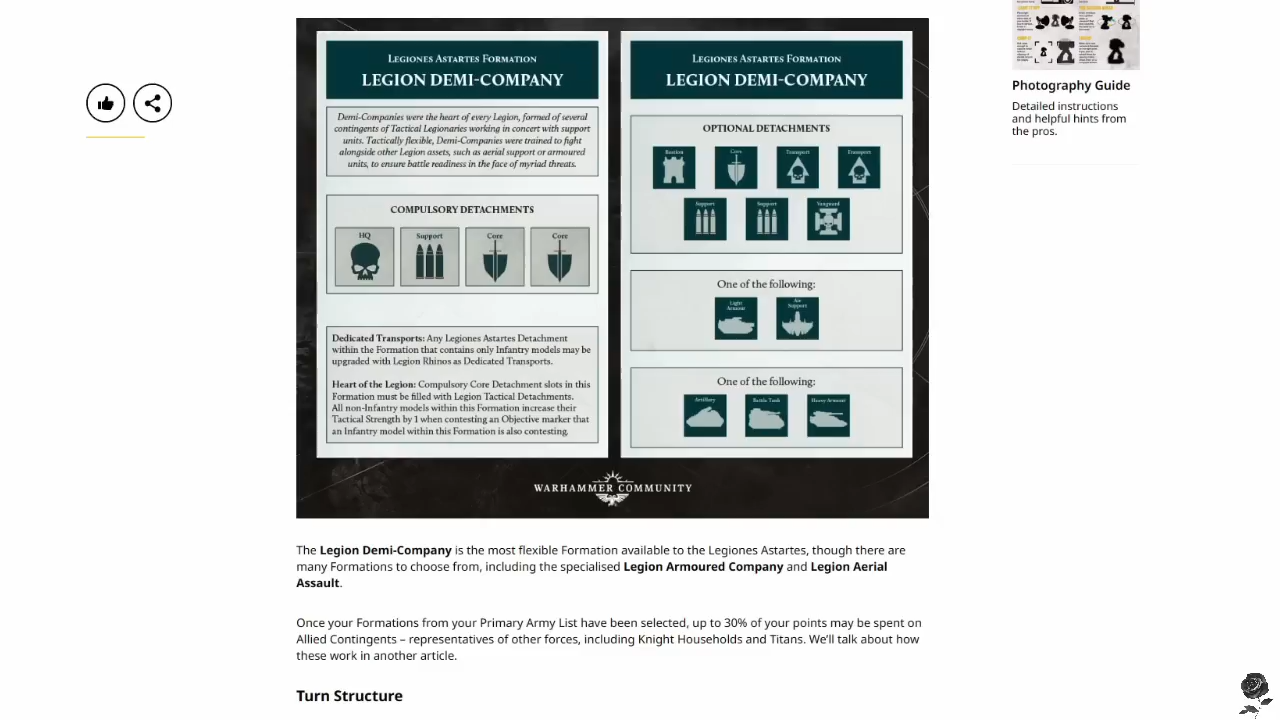 LEGIONES ASTARTES FORMATION
LEGION DEMI-COMPANY
Demi-Companies were the heart of every Legion, formed of several
contingents of Tactical Legionaries working in concert with support
units. Tactically flexible, Demi-Companies were trained to fight
alongside other Legion assets, such as aerial support or armoured
units, to ensure battle readiness in the face of myriad threats.
COMPULSORY DETACHMENTS
HQ
Support
Core
Core
Dedicated Transports: Any Legiones Astartes Detachment
within the Formation that contains only Infantry models may be
upgraded with Legion Rhinos as Dedicated Transports.
Heart of the Legion: Compulsory Core Detachment slots in this
Formation must be filled with Legion Tactical Detachments.
All non-Infantry models within this Formation increase their
Tactical Strength by 1 when contesting an Objective marker that
an Infantry model within this Formation is also contesting.
LEGIONES ASTARTES FORMATION
LEGION DEMI-COMPANY
OPTIONAL DETACHMENTS
Bastion
Core
Transport
Transport
Support
Support
Vanguard
One of the following:
Light
Armour
Air
Support
One of the following:
Artillery
Battle Tank
Heavy Armour
WARHAMMER COMMUNITY
Photography Guide
Detailed instructions
and helpful hints from
the pros.
The Legion Demi-Company is the most flexible Formation available to the Legiones Astartes, though there are
many Formations to choose from, including the specialised Legion Armoured Company and Legion Aerial
Assault.
Once your Formations from your Primary Army List have been selected, up to 30% of your points may be spent on
Allied Contingents – representatives of other forces, including Knight Households and Titans. We'll talk about how
these work in another article.
Turn Structure